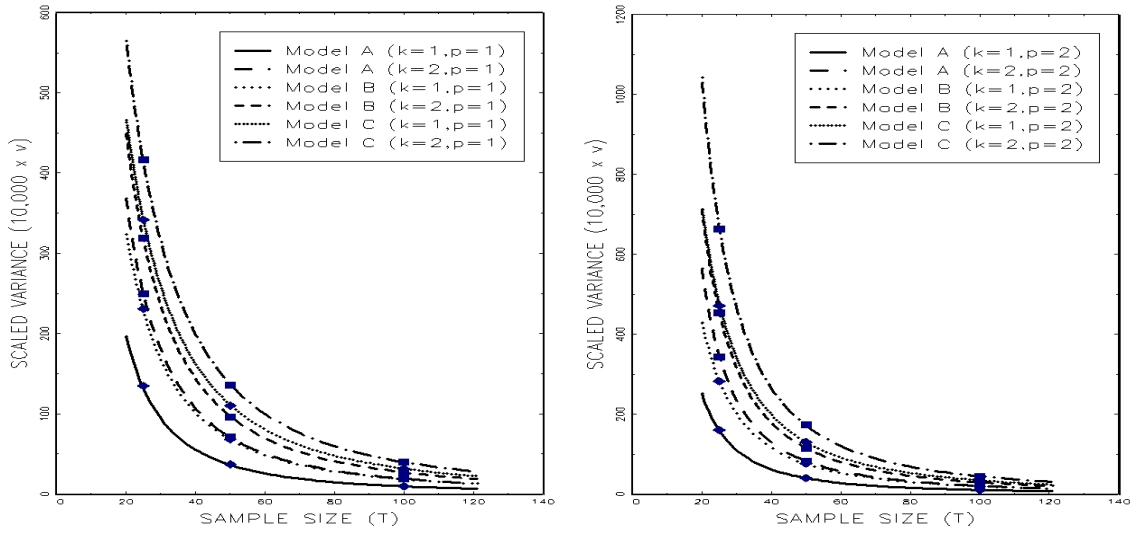 SCALED VARIANCE (10,000 x v)
600
500
400
300
200
100
0
Model A (k=1,p=1)
Model A (k=2,p=1)
Model B (k=1,p=1)
Model B (k=2,p=1)
Model C (k=1,p=1)
Model C (k=2,p=1)
0 20 40 60 80 100 120 140
SAMPLE SIZE (T)
SCALED VARIANCE (10,000 x v)
1200
1000
800
600
400
200
0
Model A (k=1,p=2)
Model A (k=2,p=2)
Model B (k=1,p=2)
Model B (k=2,p=2)
Model C (k=1,p=2)
Model C (k=2,p=2)
0 20 40 60 80 100 120 140
SAMPLE SIZE (T)